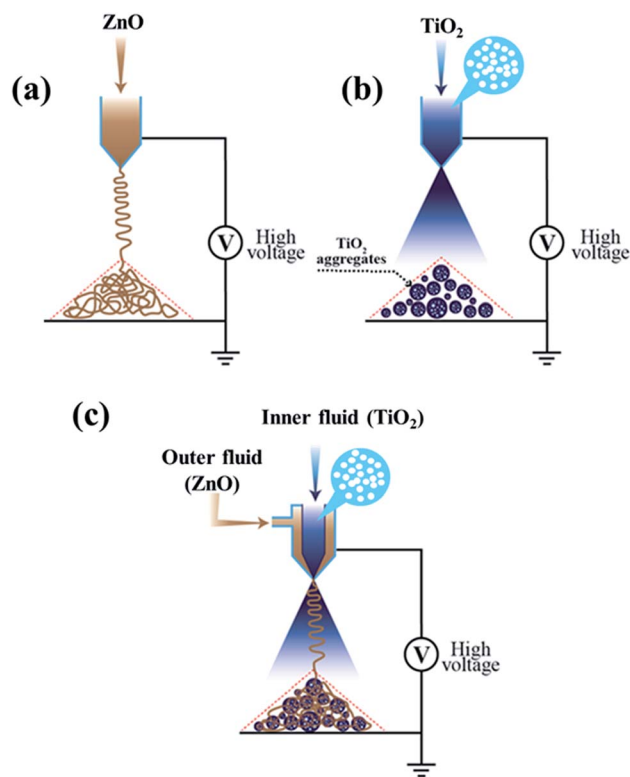 ZnO
(a)
V
High
voltage
TiO₂
(b)
TiO₂
aggregates
V
High
voltage
(c)
Inner fluid (TiO₂)
Outer fluid
(ZnO)
V
High
voltage